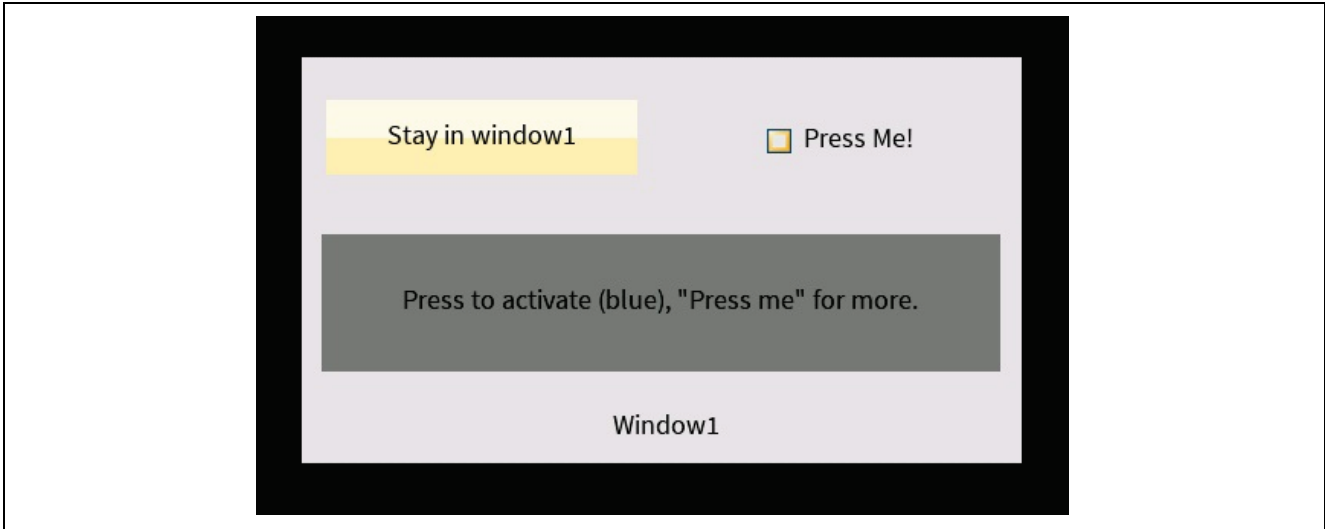 Stay in window1
Press Me!
Press to activate (blue), "Press me" for more.
Window1